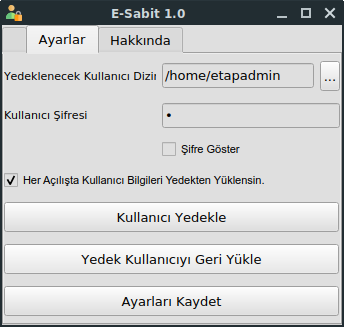 E-Sabit 1.0
Ayarlar
Hakkında
Yedeklenecek Kullanıcı Dizir
/home/etapadmin
...
Kullanıcı Şifresi
•
Şifre Göster
Her Açılışta Kullanıcı Bilgileri Yedekten Yüklensin.
Kullanıcı Yedekle
Yedek Kullanıcıyı Geri Yükle
Ayarları Kaydet